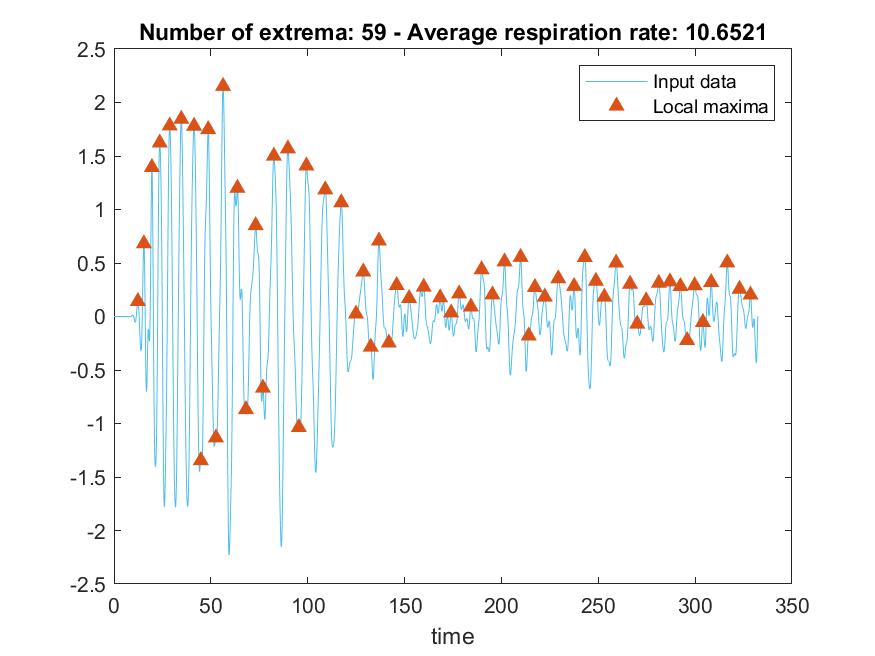 Number of extrema: 59 - Average respiration rate: 10.6521
2.5
2
1.5
1
0.5
0
-0.5
-1
-1.5
-2
-2.5
Input data
Local maxima
0 50 100 150 200 250 300 350
time